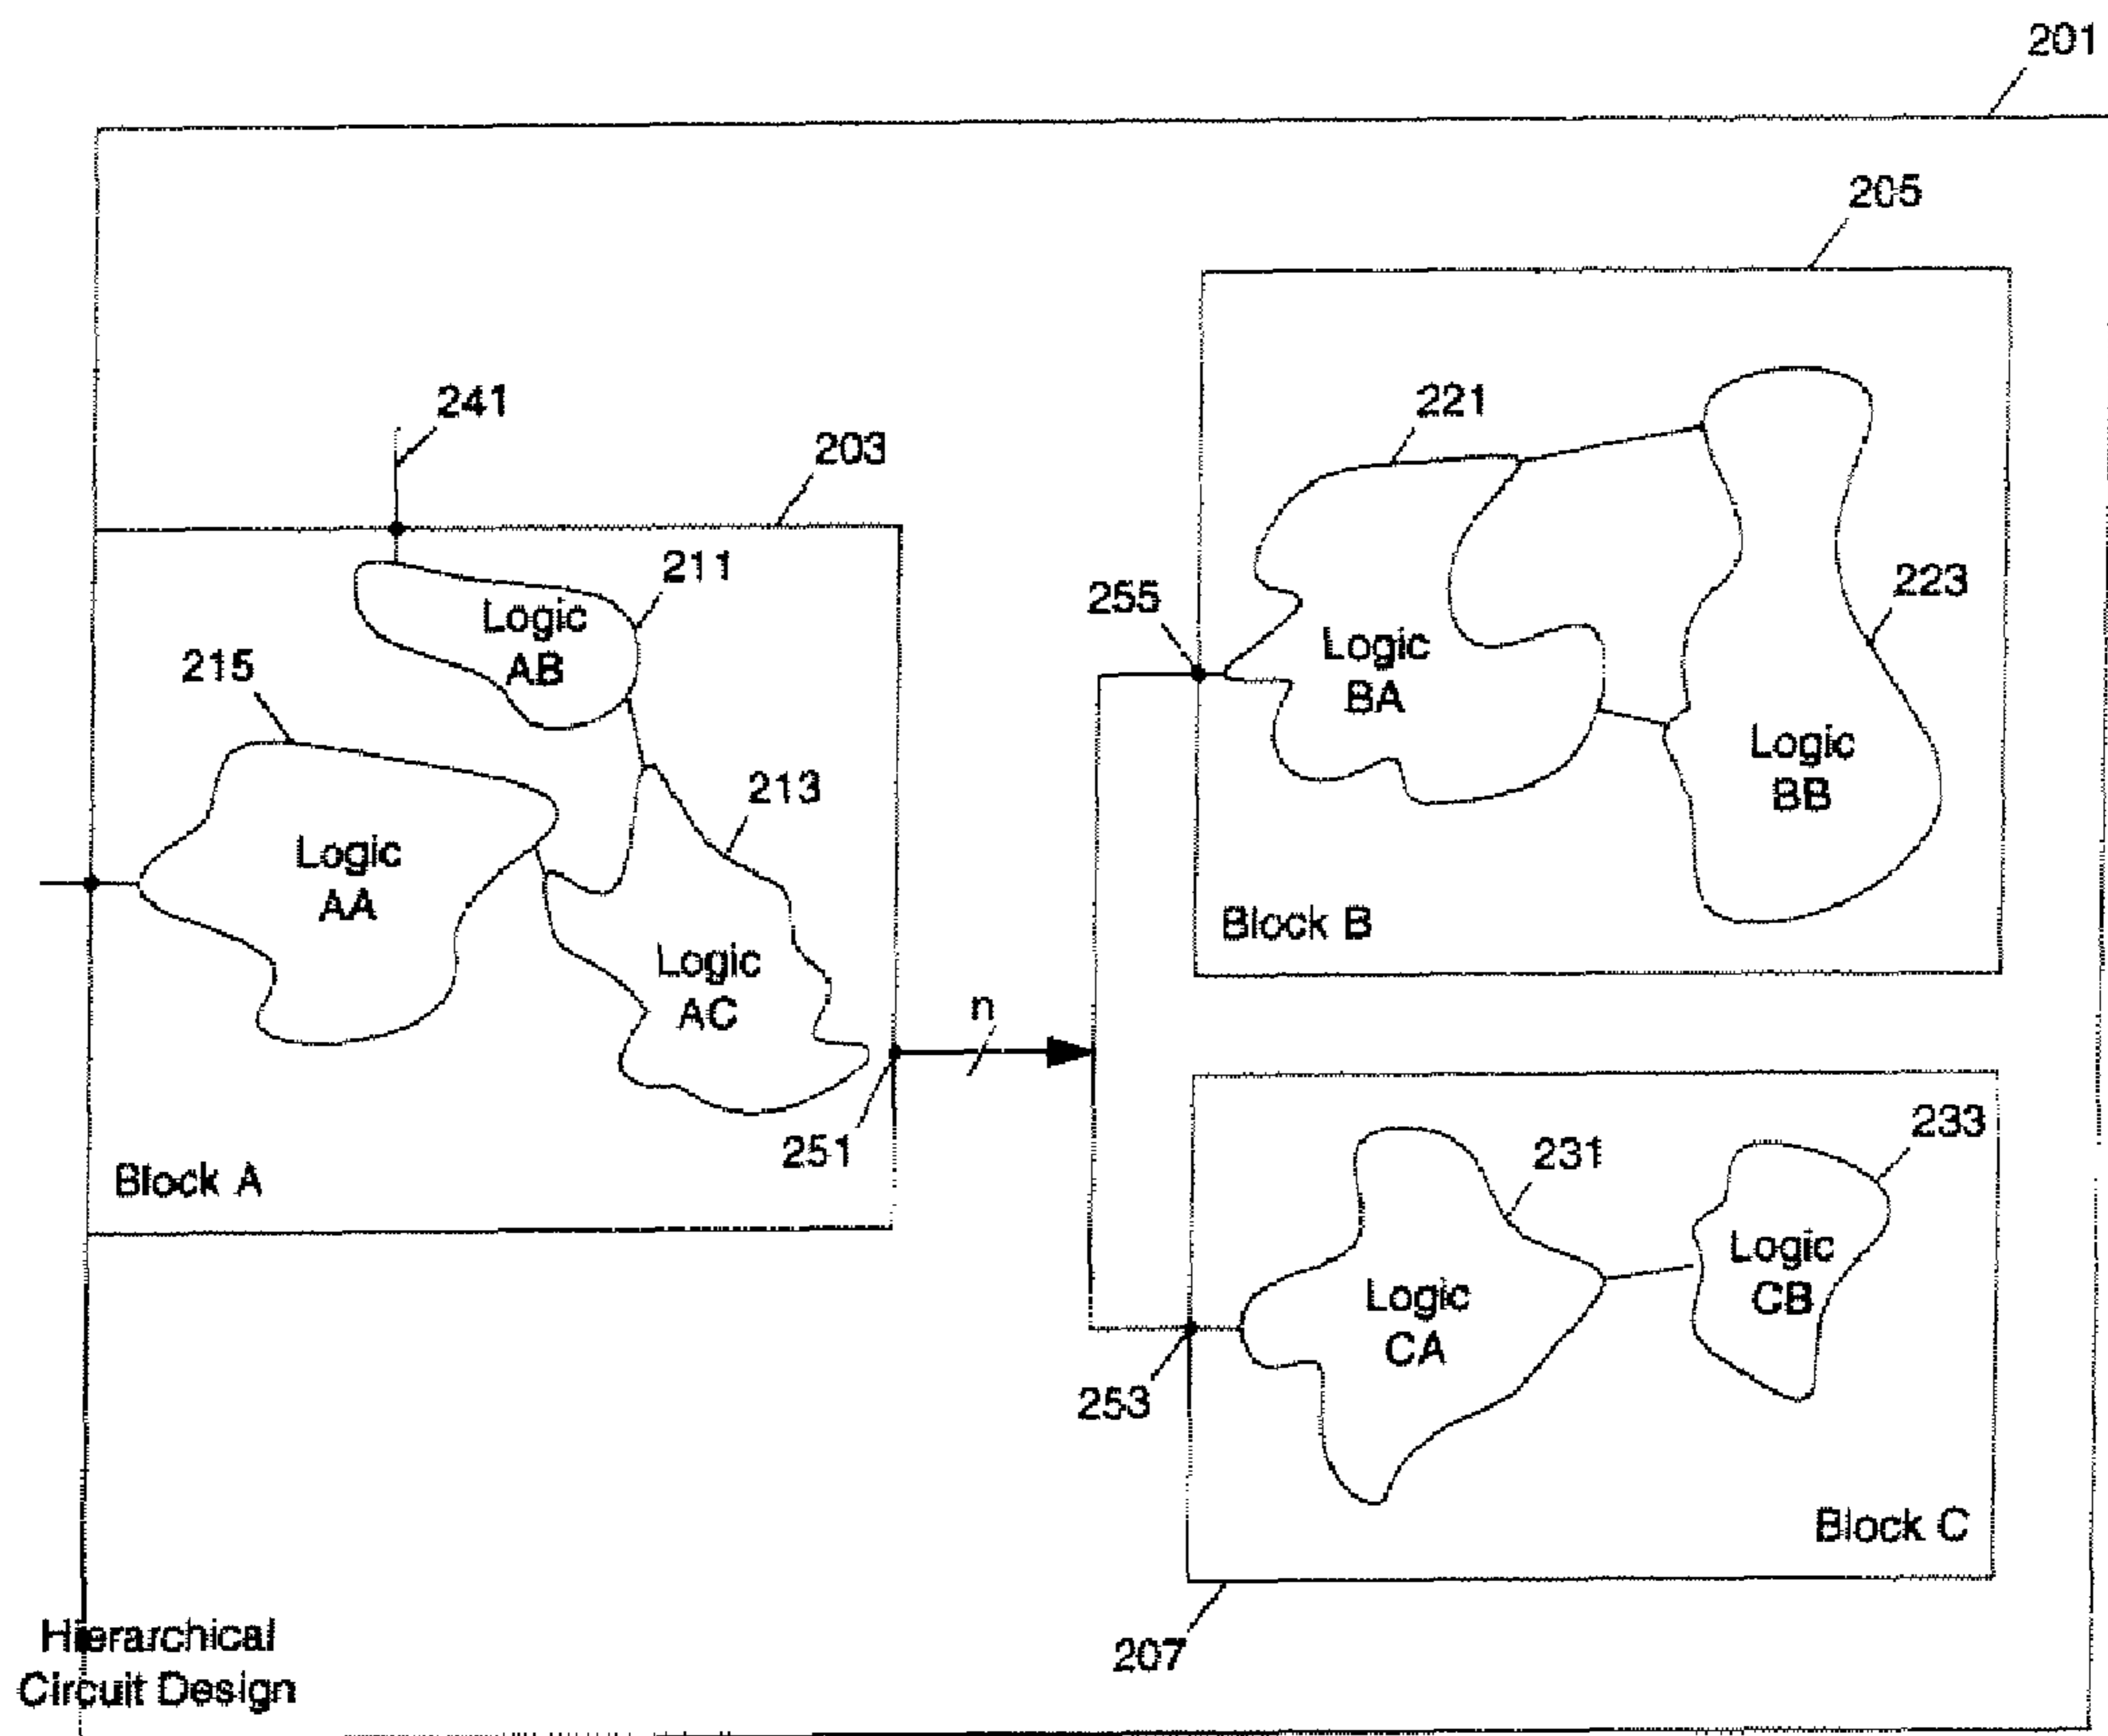 201
205
241
203
221
211
Logic
AB
255
223
215
Logic
BA
Logic
BB
213
Logic
AA
Block B
Logic
AC
n
251
Block A
231
233
Logic
CB
Logic
CA
253
Block C
207
Hierarchical
Circuit Design